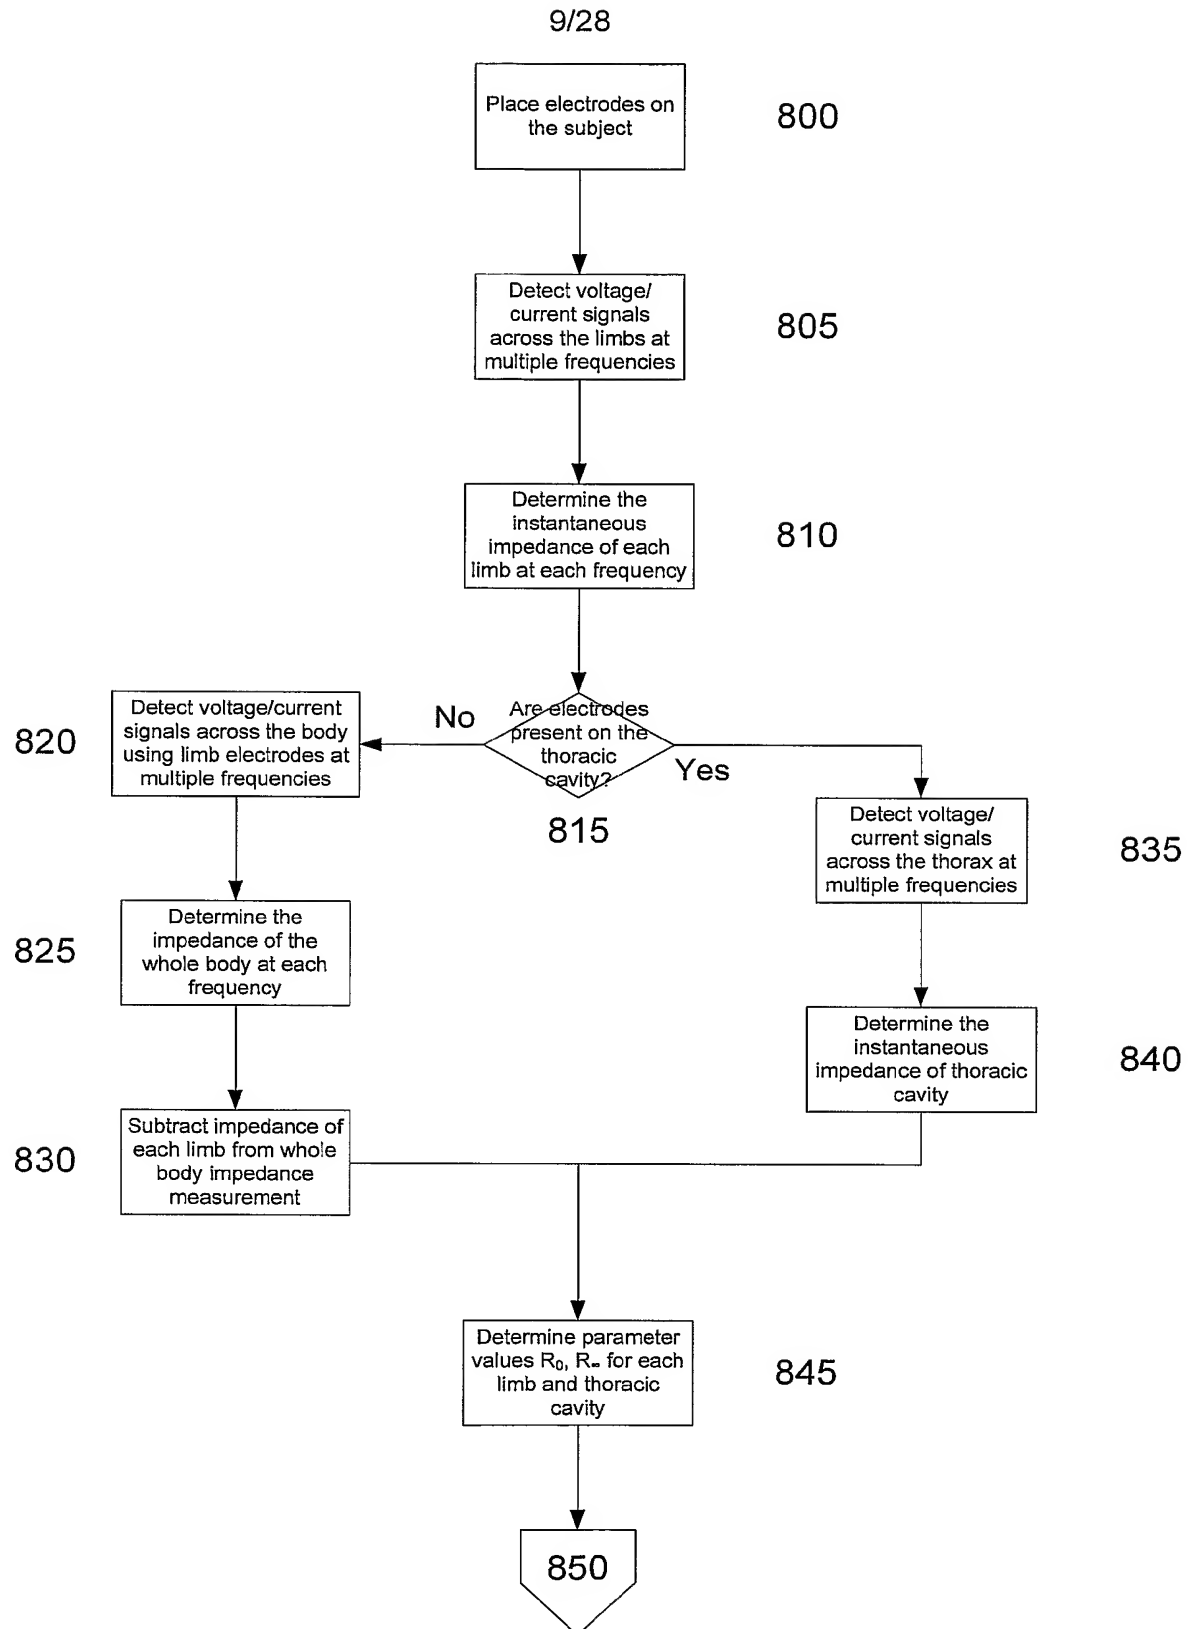 9/28
Place electrodes on
the subject
800
Detect voltage/
current signals
across the limbs at
multiple frequencies
805
Determine the
instantaneous
impedance of each
limb at each frequency
810
Are electrodes
present on the
thoracic
cavity?
815
No
Yes
Detect voltage/current
signals across the body
using limb electrodes at
multiple frequencies
820
Determine the
impedance of the
whole body at each
frequency
825
Subtract impedance of
each limb from whole
body impedance
measurement
830
Detect voltage/
current signals
across the thorax at
multiple frequencies
835
Determine the
instantaneous
impedance of thoracic
cavity
840
Determine parameter
values R₀, R∞ for each
limb and thoracic
cavity
845
850